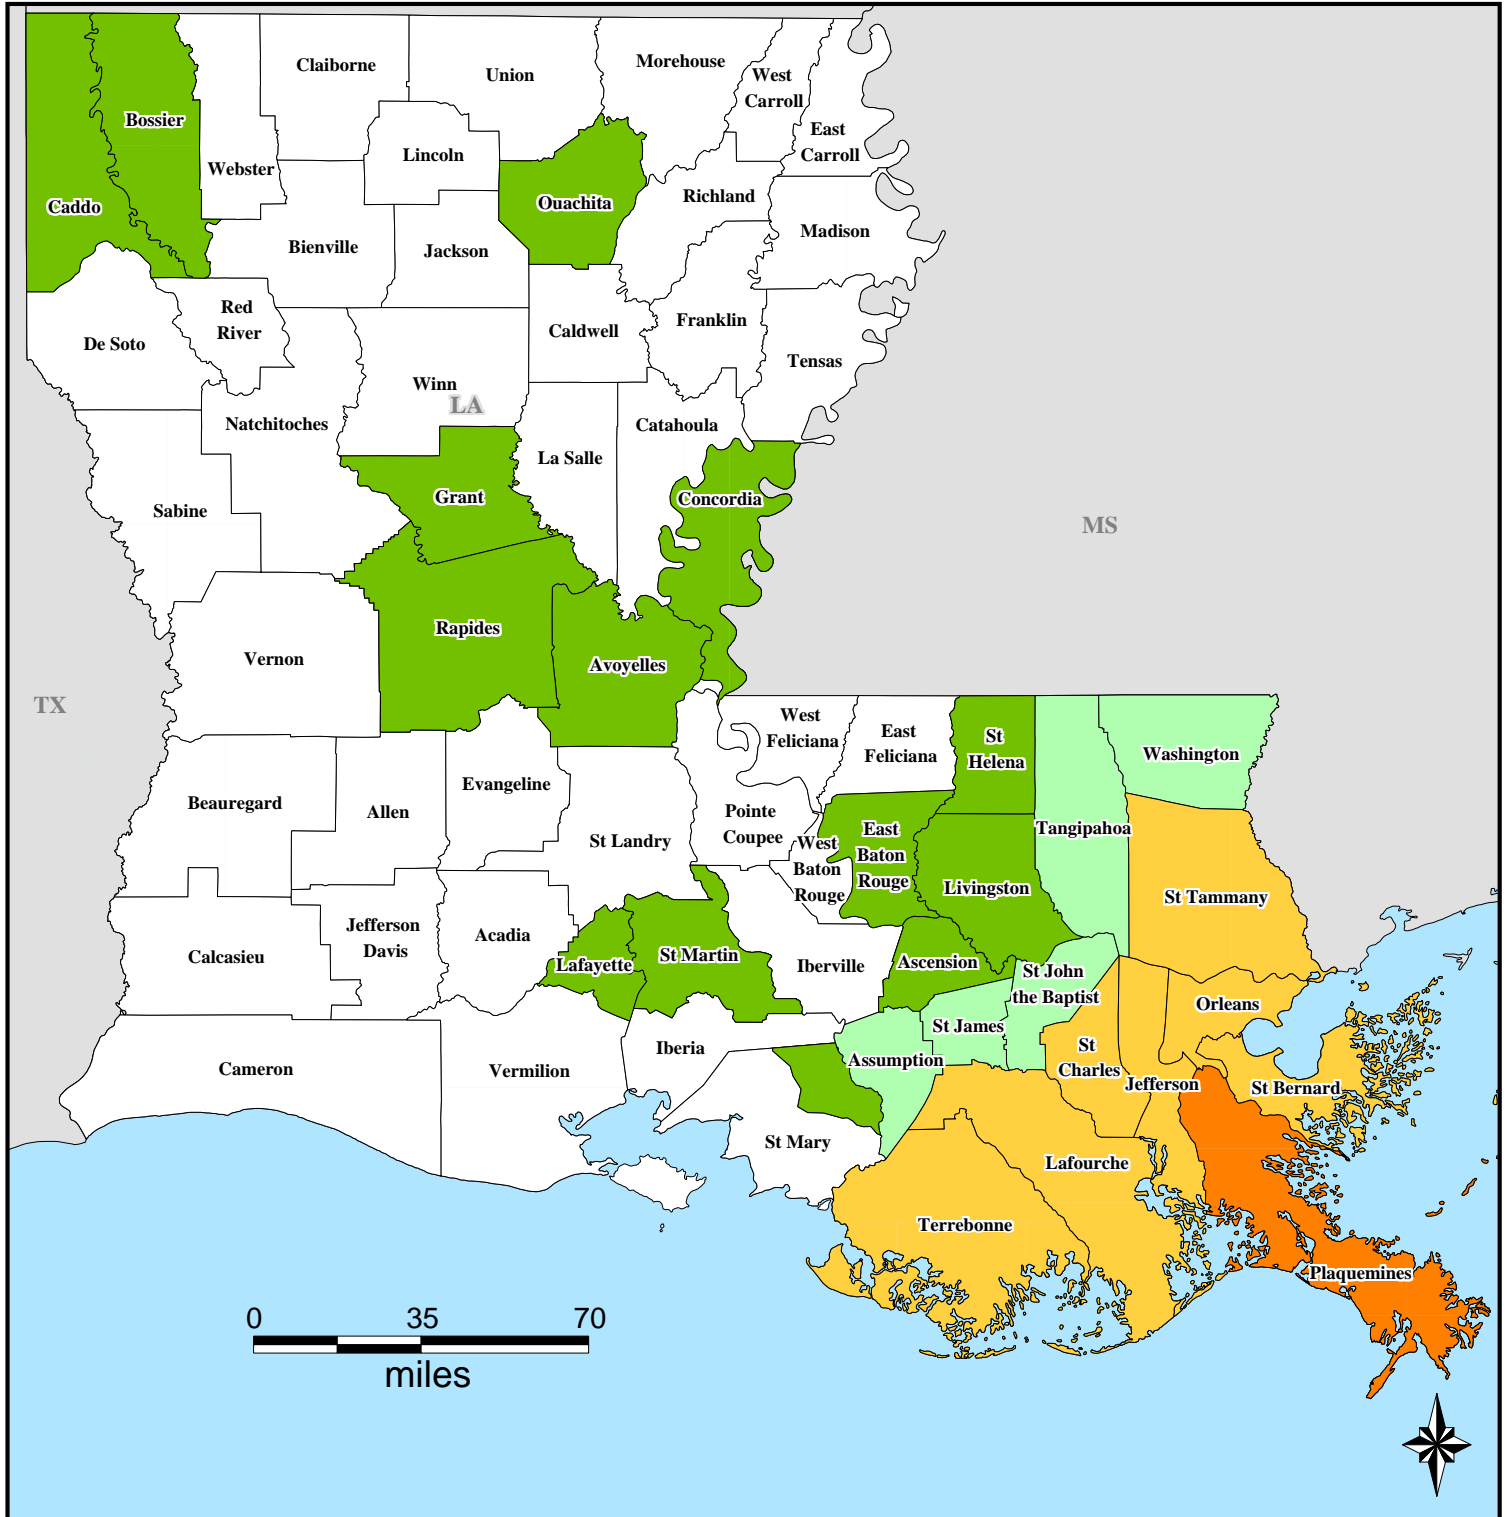 Claiborne
Union
Morehouse
West
Carroll
East
Carroll
Bossier
Webster
Lincoln
Ouachita
Richland
Caddo
Madison
Bienville
Jackson
Red
River
De Soto
Caldwell
Franklin
Tensas
Winn
LA
Natchitoches
Catahoula
La Salle
Grant
Concordia
Sabine
MS
Rapides
Avoyelles
Vernon
TX
West
Feliciana
East
Feliciana
St
Helena
Washington
Evangeline
Beauregard
Allen
Pointe
Coupee
St Landry
West
Baton
Rouge
East
Baton
Rouge
Tangipahoa
Livingston
St Tammany
Jefferson
Davis
Acadia
Calcasieu
Lafayette
St Martin
Iberville
Ascension
St John
the Baptist
Orleans
St James
Iberia
Assumption
St
Charles
Cameron
Vermilion
Jefferson
St Bernard
St Mary
Lafourche
Terrebonne
Plaquemines
0 35 70
miles